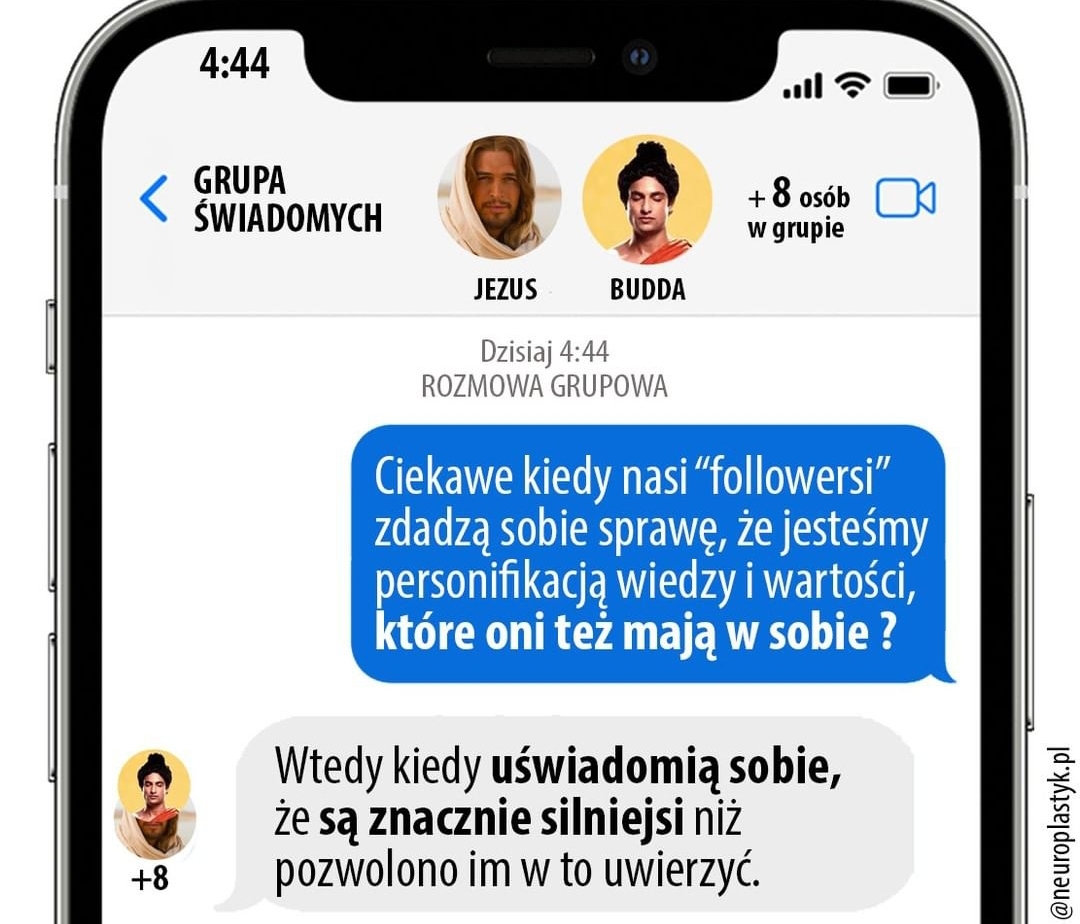 4:44
GRUPA
ŚWIADOMYCH
JEZUS
BUDDA
+ 8 osób
w grupie
Dzisiaj 4:44
ROZMOWA GRUPOWA
Ciekawe kiedy nasi “followersi”
zdadzą sobie sprawę, że jesteśmy
personifikacją wiedzy i wartości,
które oni też mają w sobie ?
Wtedy kiedy uświadomią sobie,
że są znacznie silniejsi niż
pozwolono im w to uwierzyć.
+8
@neuroplastyk.pl